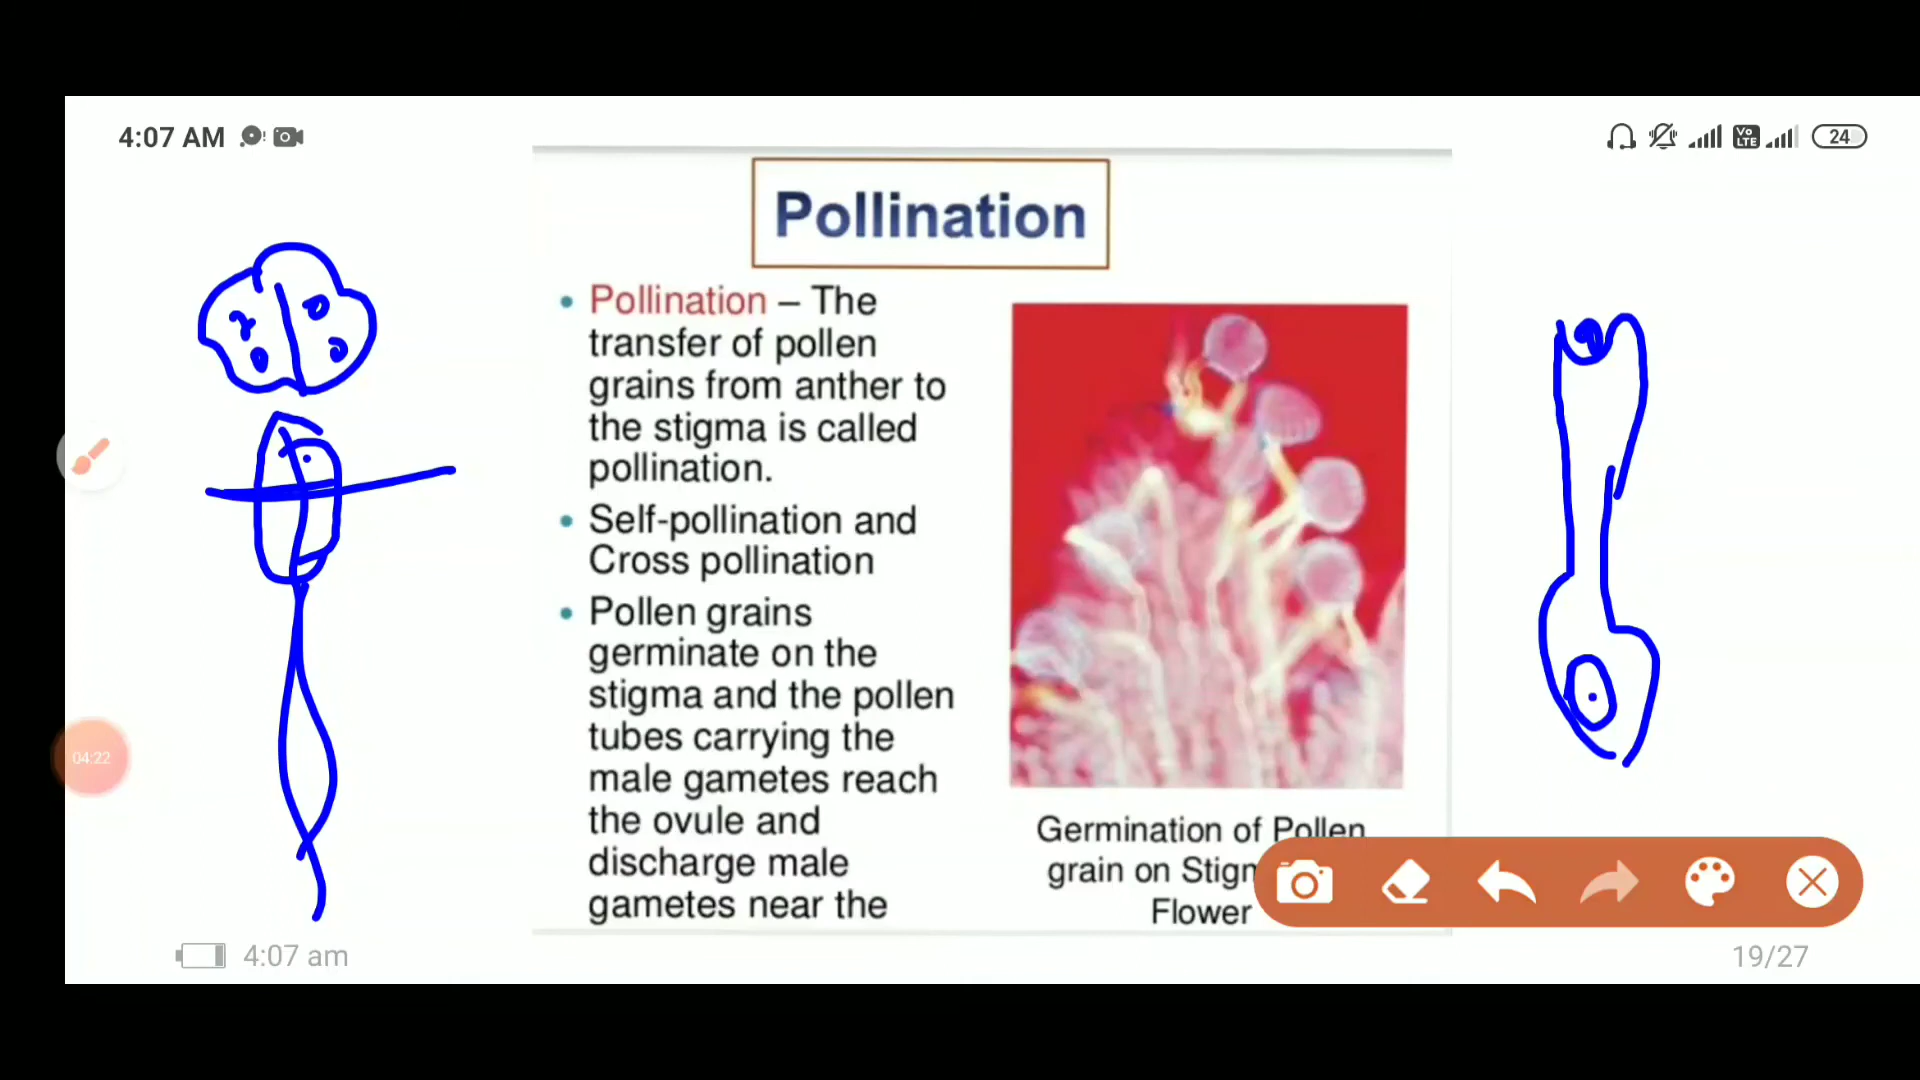 4:07 AM
Vo
LTE
24
Pollination
• Pollination – The
transfer of pollen
grains from anther to
the stigma is called
pollination.
• Self-pollination and
Cross pollination
• Pollen grains
germinate on the
stigma and the pollen
tubes carrying the
male gametes reach
the ovule and
discharge male
gametes near the
Germination of Pollen
grain on
Flower
04:22
4:07 am
19/27